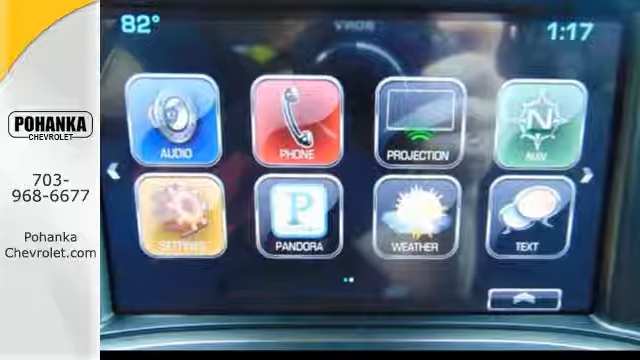 POHANKA
CHEVROLET
703-
968-6677
Pohanka
Chevrolet.com
82°
1:17
AUDIO
PHONE
PROJECTION
N
NAV
SETTINGS
P
PANDORA
WEATHER
TEXT